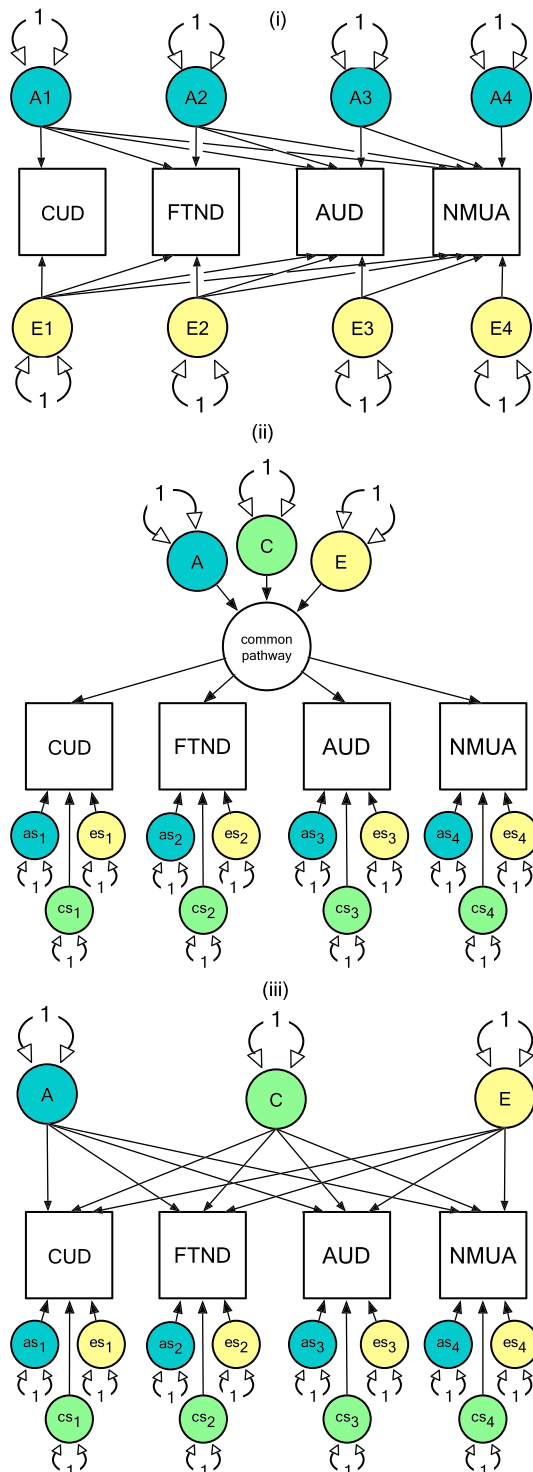 (i)
1 1 1 1
A1 A2 A3 A4
CUD FTND AUD NMUA
E1 E2 E3 E4
1 1 1 1
(ii)
1 1 1
A C E
common
pathway
CUD FTND AUD NMUA
as1 es1 as2 es2 as3 es3 as4 es4
1 1 1 1 1 1 1 1
cs1 cs2 cs3 cs4
1 1 1 1
(iii)
1 1 1
A C E
CUD FTND AUD NMUA
as1 es1 as2 es2 as3 es3 as4 es4
1 1 1 1 1 1 1 1
cs1 cs2 cs3 cs4
1 1 1 1